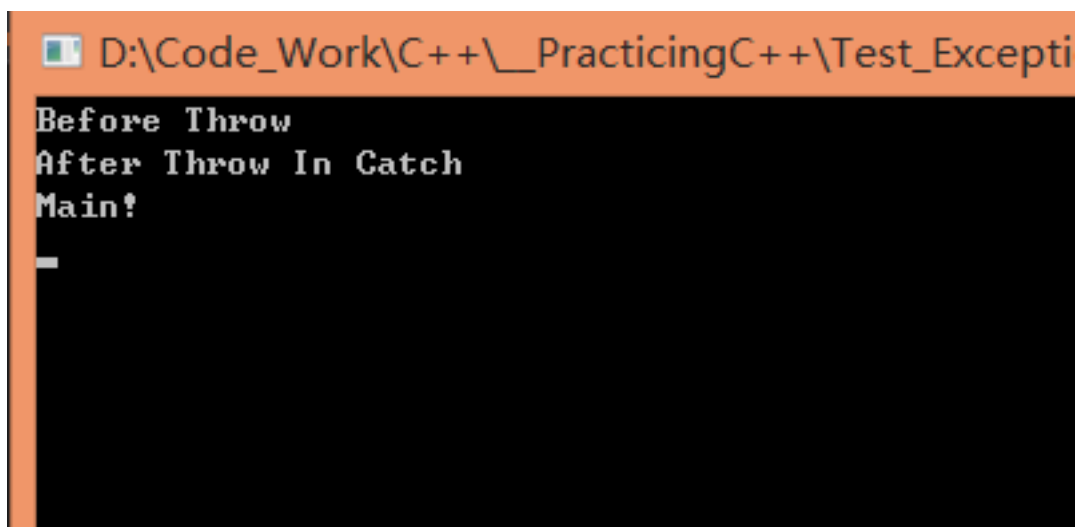 D:\Code_Work\C++\__PracticingC++\Test_Excepti
Before Throw
After Throw In Catch
Main!